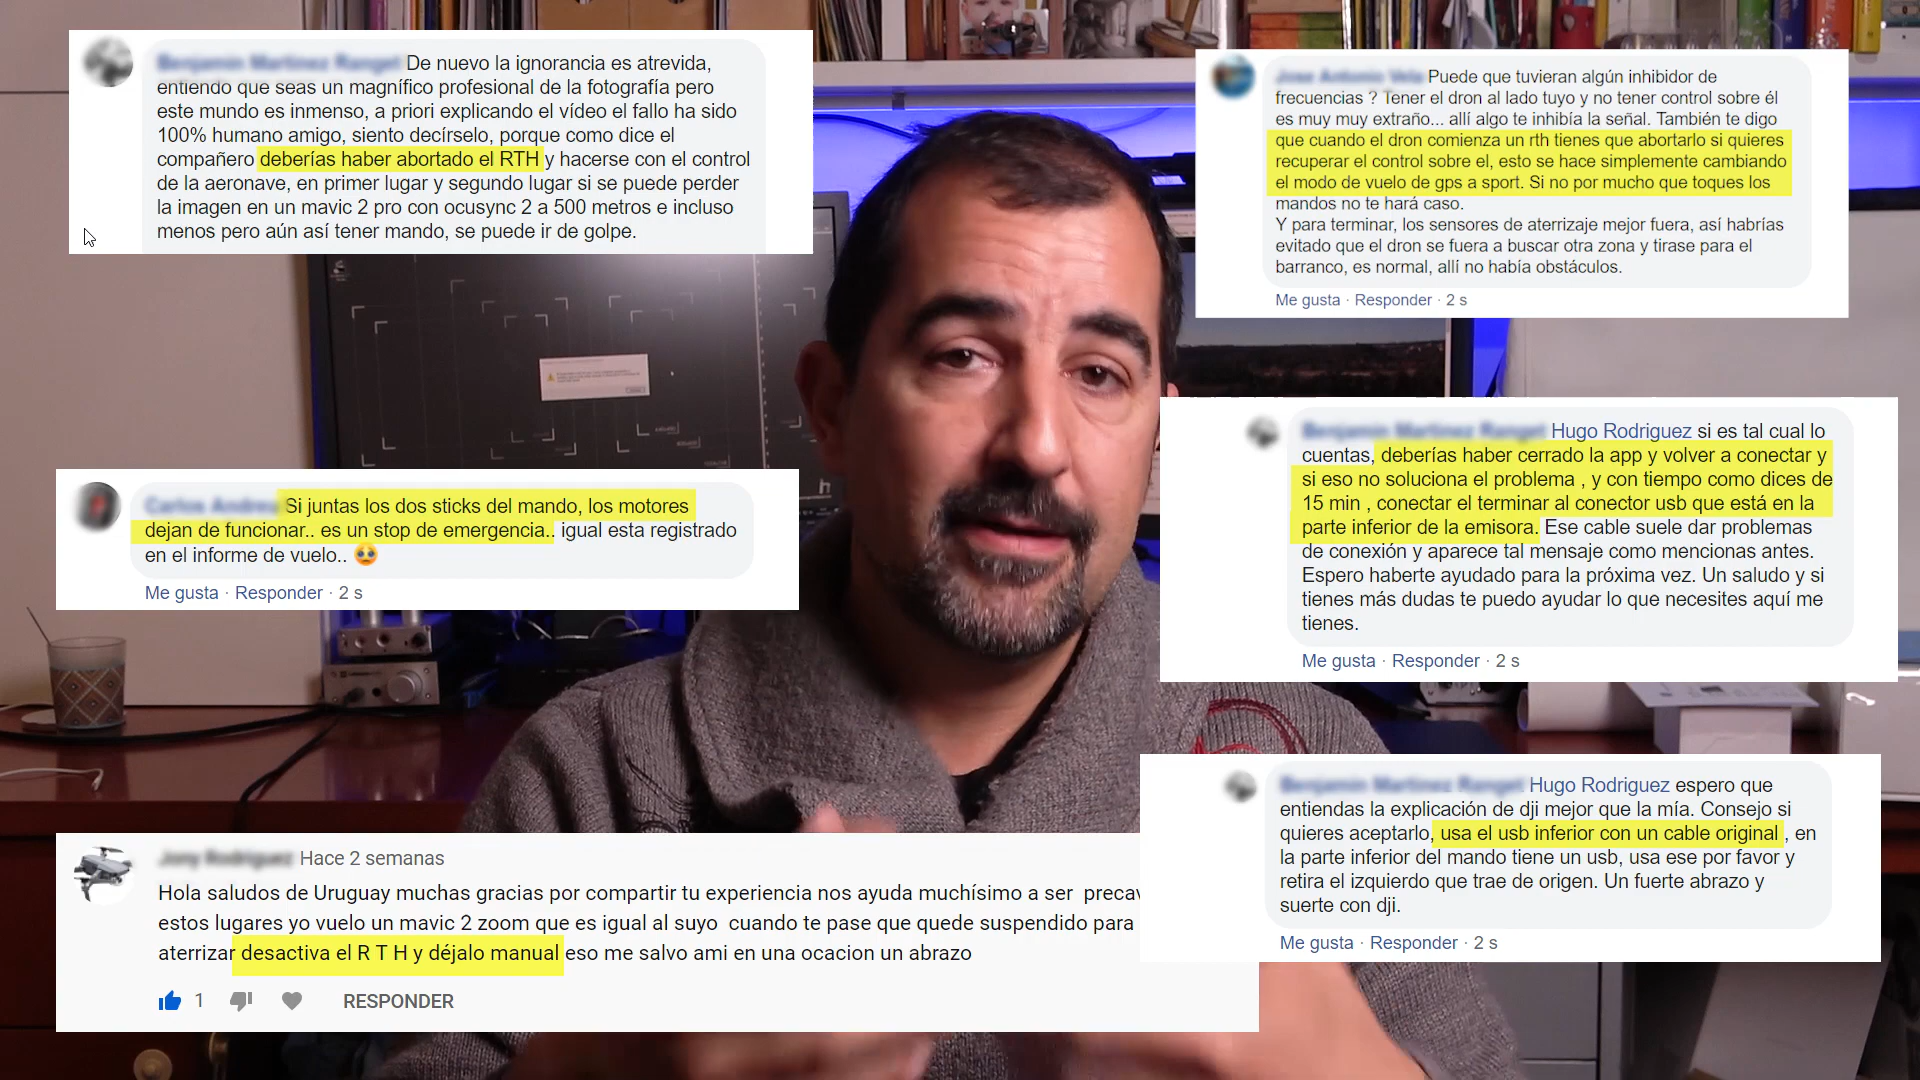 De nuevo la ignorancia es atrevida,
entiendo que seas un magnífico profesional de la fotografía pero
este mundo es inmenso, a priori explicando el vídeo el fallo ha sido
100% humano amigo, siento decírselo, porque como dice el
compañero deberías haber abortado el RTH y hacerse con el control
de la aeronave, en primer lugar y segundo lugar si se puede perder
la imagen en un mavic 2 pro con ocusync 2 a 500 metros e incluso
menos pero aún así tener mando, se puede ir de golpe.
Puede que tuvieran algún inhibidor de
frecuencias ? Tener el dron al lado tuyo y no tener control sobre él
es muy muy extraño... allí algo te inhibía la señal. También te digo
que cuando el dron comienza un rth tienes que abortarlo si quieres
recuperar el control sobre el, esto se hace simplemente cambiando
el modo de vuelo de gps a sport. Si no por mucho que toques los
mandos no te hará caso.
Y para terminar, los sensores de aterrizaje mejor fuera, así habrías
evitado que el dron se fuera a buscar otra zona y tirase para el
barranco, es normal, allí no había obstáculos.
Me gusta · Responder · 2 s
Si juntas los dos sticks del mando, los motores
dejan de funcionar.. es un stop de emergencia.. igual esta registrado
en el informe de vuelo.. 🥺
Me gusta · Responder · 2 s
Hugo Rodriguez si es tal cual lo
cuentas, deberías haber cerrado la app y volver a conectar y
si eso no soluciona el problema , y con tiempo como dices de
15 min , conectar el terminar al conector usb que está en la
parte inferior de la emisora. Ese cable suele dar problemas
de conexión y aparece tal mensaje como mencionas antes.
Espero haberte ayudado para la próxima vez. Un saludo y si
tienes más dudas te puedo ayudar lo que necesites aquí me
tienes.
Me gusta · Responder · 2 s
Hugo Rodriguez espero que
entiendas la explicación de dji mejor que la mía. Consejo si
quieres aceptarlo, usa el usb inferior con un cable original , en
la parte inferior del mando tiene un usb, usa ese por favor y
retira el izquierdo que trae de origen. Un fuerte abrazo y
suerte con dji.
Me gusta · Responder · 2 s
Hace 2 semanas
Hola saludos de Uruguay muchas gracias por compartir tu experiencia nos ayuda muchísimo a ser
estos lugares yo vuelo un mavic 2 zoom que es igual al suyo cuando te pase que quede suspendido para
aterrizar desactiva el R T H y déjalo manual eso me salvo ami en una ocacion un abrazo
1 RESPONDER